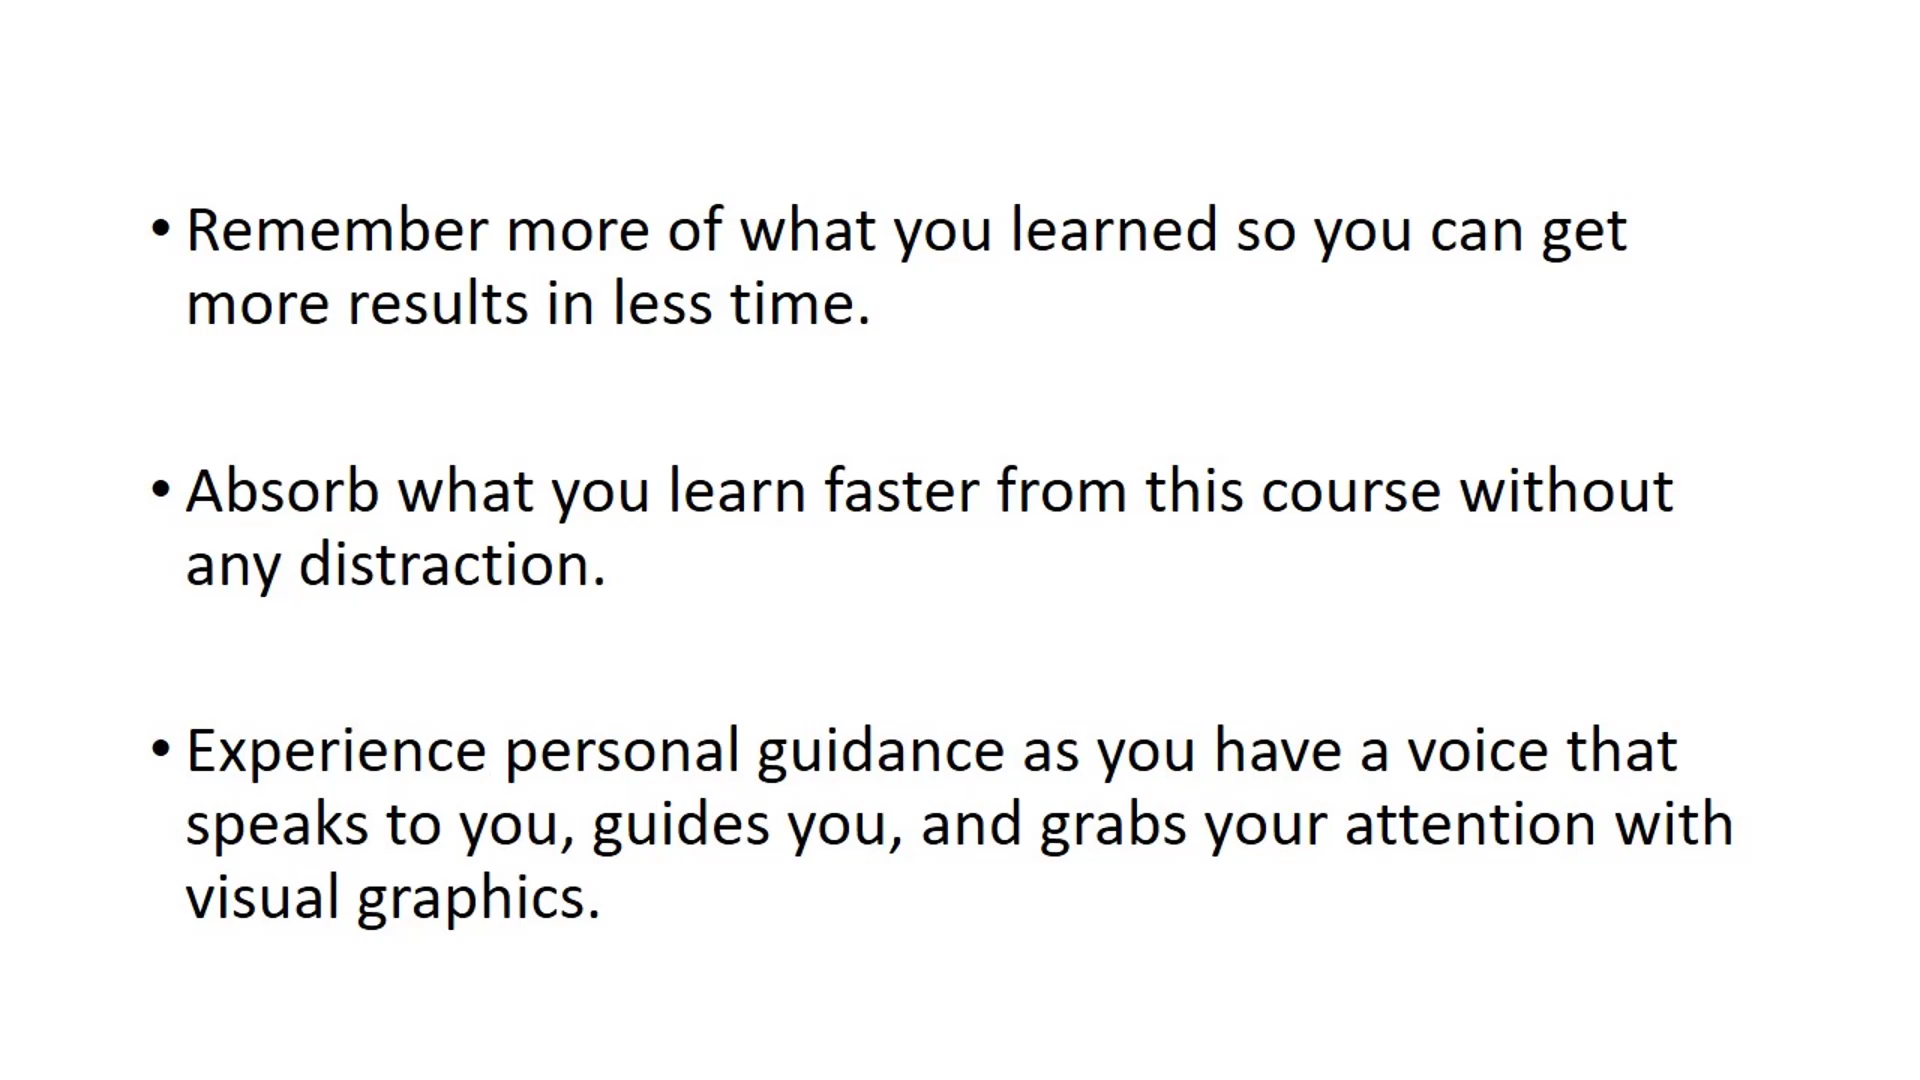 • Remember more of what you learned so you can get
more results in less time.
• Absorb what you learn faster from this course without
any distraction.
• Experience personal guidance as you have a voice that
speaks to you, guides you, and grabs your attention with
visual graphics.